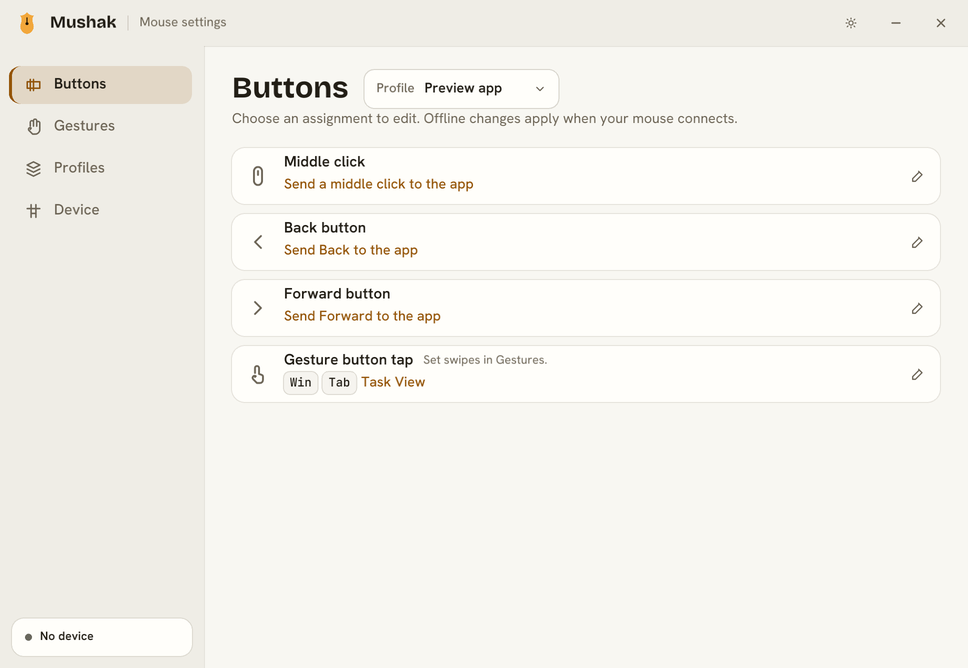 Mushak | Mouse settings
Buttons
Gestures
Profiles
Device
No device
Buttons
Profile Preview app
Choose an assignment to edit. Offline changes apply when your mouse connects.
Middle click
Send a middle click to the app
Back button
Send Back to the app
Forward button
Send Forward to the app
Gesture button tap Set swipes in Gestures.
Win Tab Task View